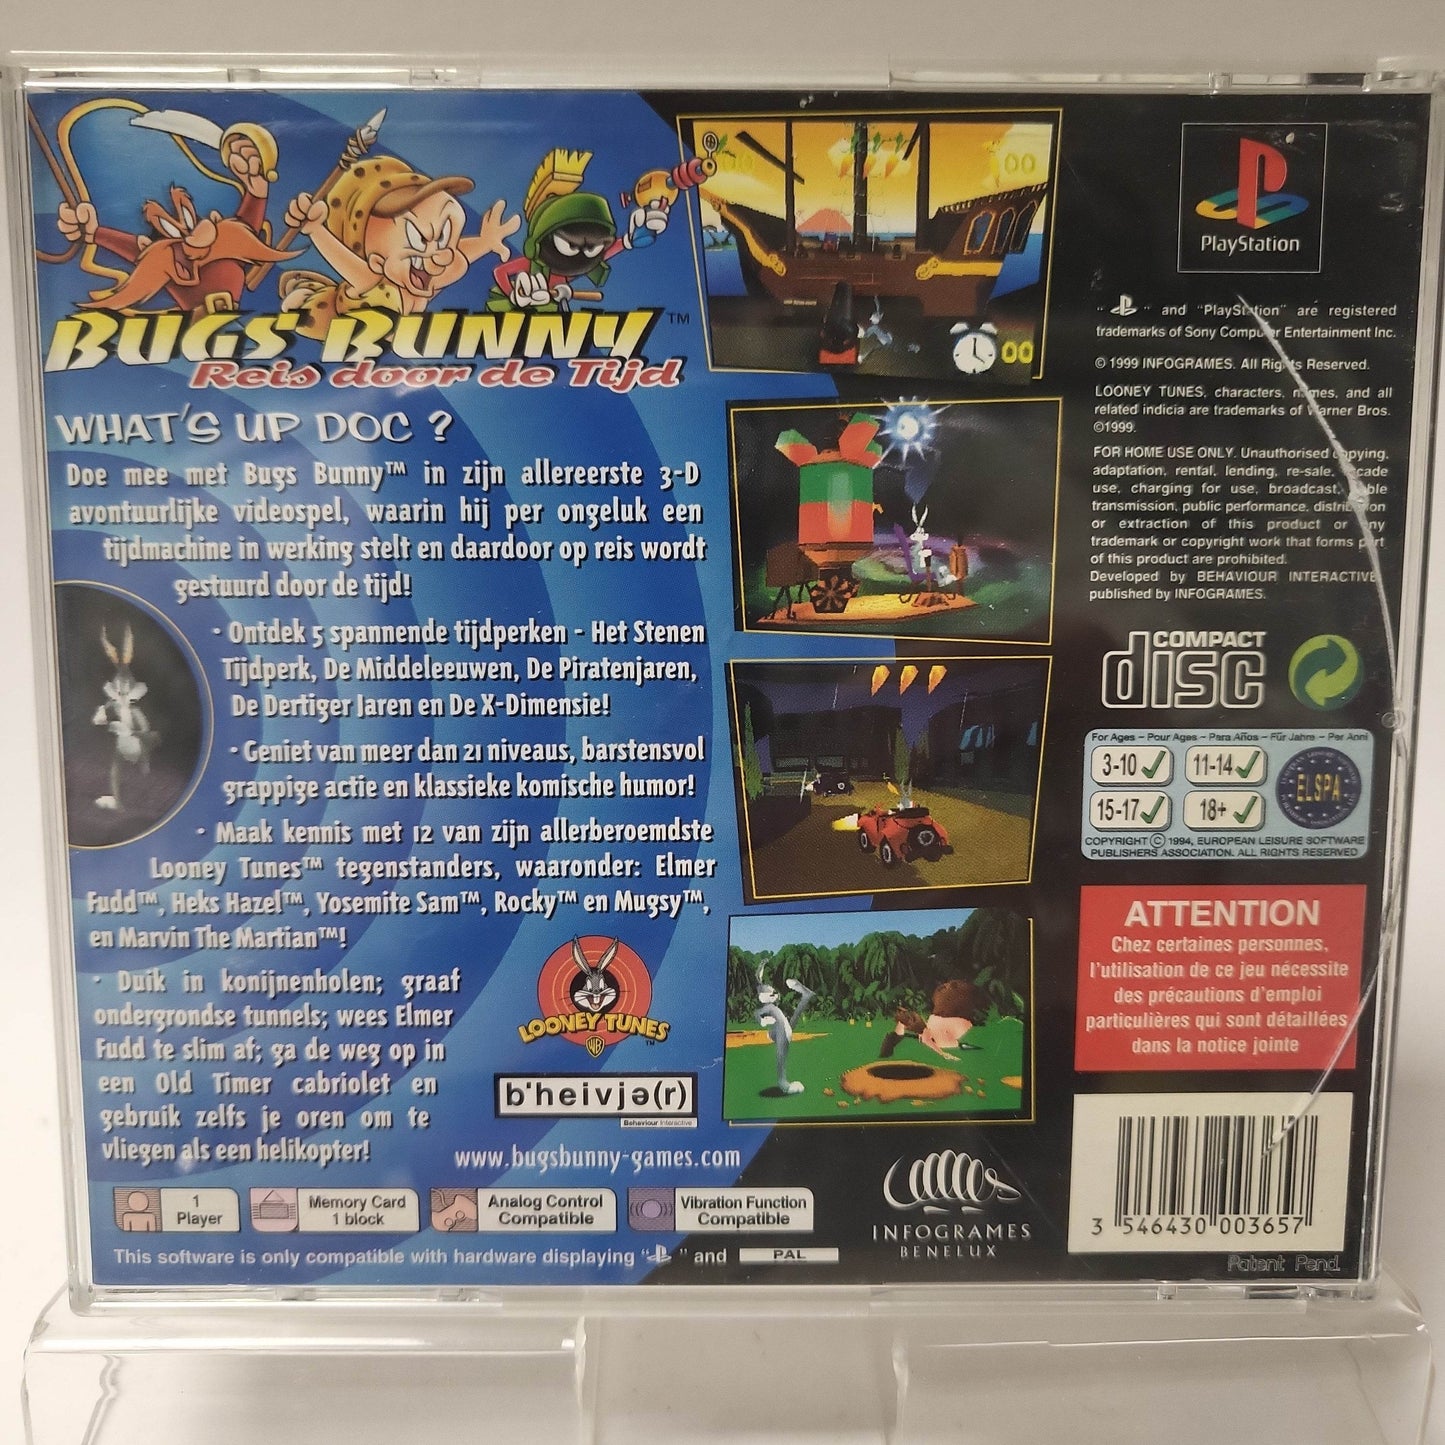 BUGS BUNNY™
Reis door de Tijd
WHAT'S UP DOC ?
Doe mee met Bugs Bunny™ in zijn allereerste 3-D
avontuurlijke videospel, waarin hij per ongeluk een
tijdmachine in werking stelt en daardoor op reis wordt
gestuurd door de tijd!
· Ontdek 5 spannende tijdperken - Het Stenen
Tijdperk, De Middeleeuwen, De Piratenjaren,
De Dertiger Jaren en De X-Dimensie!
· Geniet van meer dan 21 niveaus, barstensvol
grappige actie en klassieke komische humor!
· Maak kennis met 12 van zijn allerberoemdste
Looney Tunes™ tegenstanders, waaronder: Elmer
Fudd™, Heks Hazel™, Yosemite Sam™, Rocky™ en Mugsy™,
en Marvin The Martian™!
· Duik in konijnenholen; graaf
ondergrondse tunnels; wees Elmer
Fudd te slim af; ga de weg op in
een Old Timer cabriolet en
gebruik zelfs je oren om te
vliegen als een helikopter!
LOONEY TUNES
WB
™
b'heivjə(r)
Behaviour Interactive
www.bugsbunny-games.com
1
Player
Memory Card
1 block
Analog Control
Compatible
Vibration Function
Compatible
This software is only compatible with hardware displaying " " and PAL
00
00
00
INFOGRAMES
BENELUX
PlayStation
" " and "PlayStation" are registered
trademarks of Sony Computer Entertainment Inc.
© 1999 INFOGRAMES. All Rights Reserved.
LOONEY TUNES, characters, names, and all
related indicia are trademarks of Warner Bros.
©1999.
FOR HOME USE ONLY. Unauthorised copying,
adaptation, rental, lending, re-sale, arcade
use, charging for use, broadcast, cable
transmission, public performance, distribution
or extraction of this product or any
trademark or copyright work that forms part
of this product are prohibited.
Developed by BEHAVIOUR INTERACTIVE
published by INFOGRAMES.
COMPACT
disc
For Ages - Pour Ages - Para Años - Für Jahre - Per Anni
3-10 ✓ 11-14 ✓
15-17 ✓ 18+ ✓
ELSPA
COPYRIGHT © 1994, EUROPEAN LEISURE SOFTWARE
PUBLISHERS ASSOCIATION. ALL RIGHTS RESERVED
ATTENTION
Chez certaines personnes,
l'utilisation de ce jeu nécessite
des précautions d'emploi
particulières qui sont détaillées
dans la notice jointe
3 546430 003657
Patent Pend.